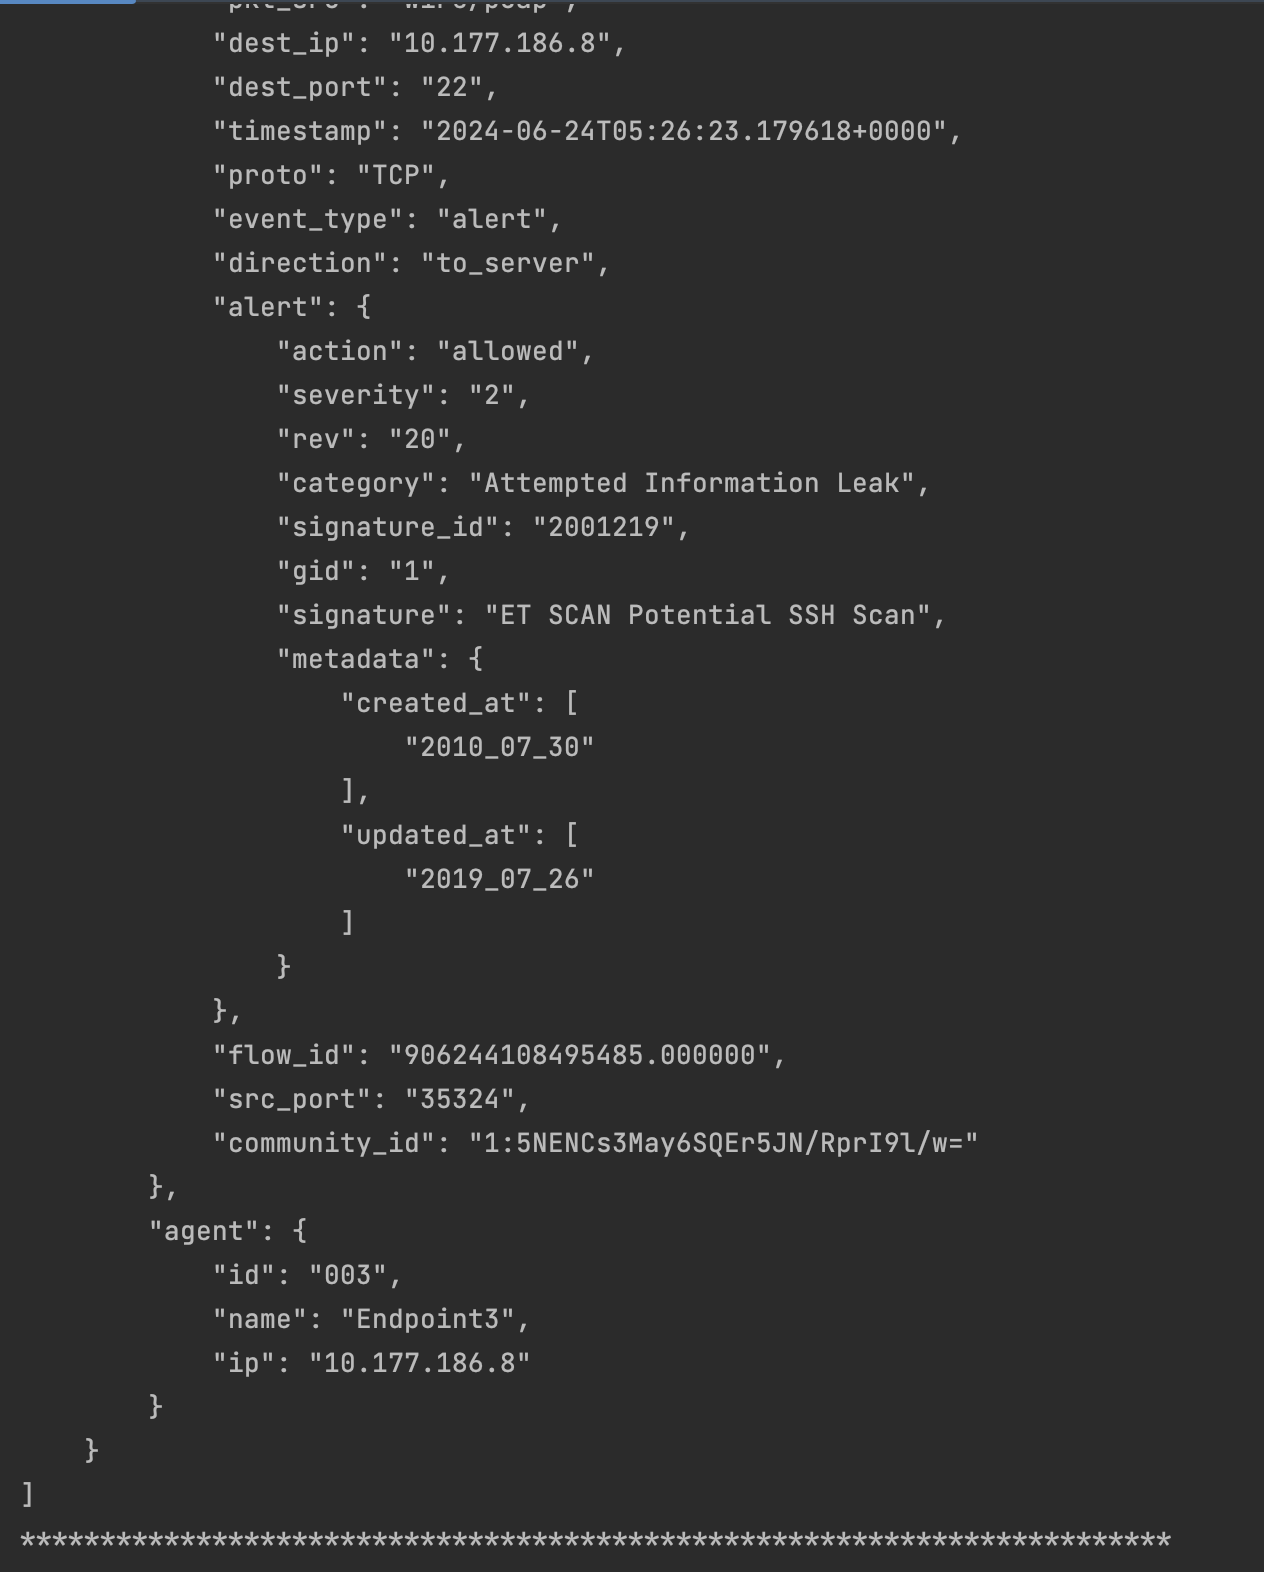 "dest_ip": "10.177.186.8",
"dest_port": "22",
"timestamp": "2024-06-24T05:26:23.179618+0000",
"proto": "TCP",
"event_type": "alert",
"direction": "to_server",
"alert": {
"action": "allowed",
"severity": "2",
"rev": "20",
"category": "Attempted Information Leak",
"signature_id": "2001219",
"gid": "1",
"signature": "ET SCAN Potential SSH Scan",
"metadata": {
"created_at": [
"2010_07_30"
],
"updated_at": [
"2019_07_26"
]
}
},
"flow_id": "906244108495485.000000",
"src_port": "35324",
"community_id": "1:5NENCs3May6SQEr5JN/RprI9l/w="
},
"agent": {
"id": "003",
"name": "Endpoint3",
"ip": "10.177.186.8"
}
}
]
************************************************************************